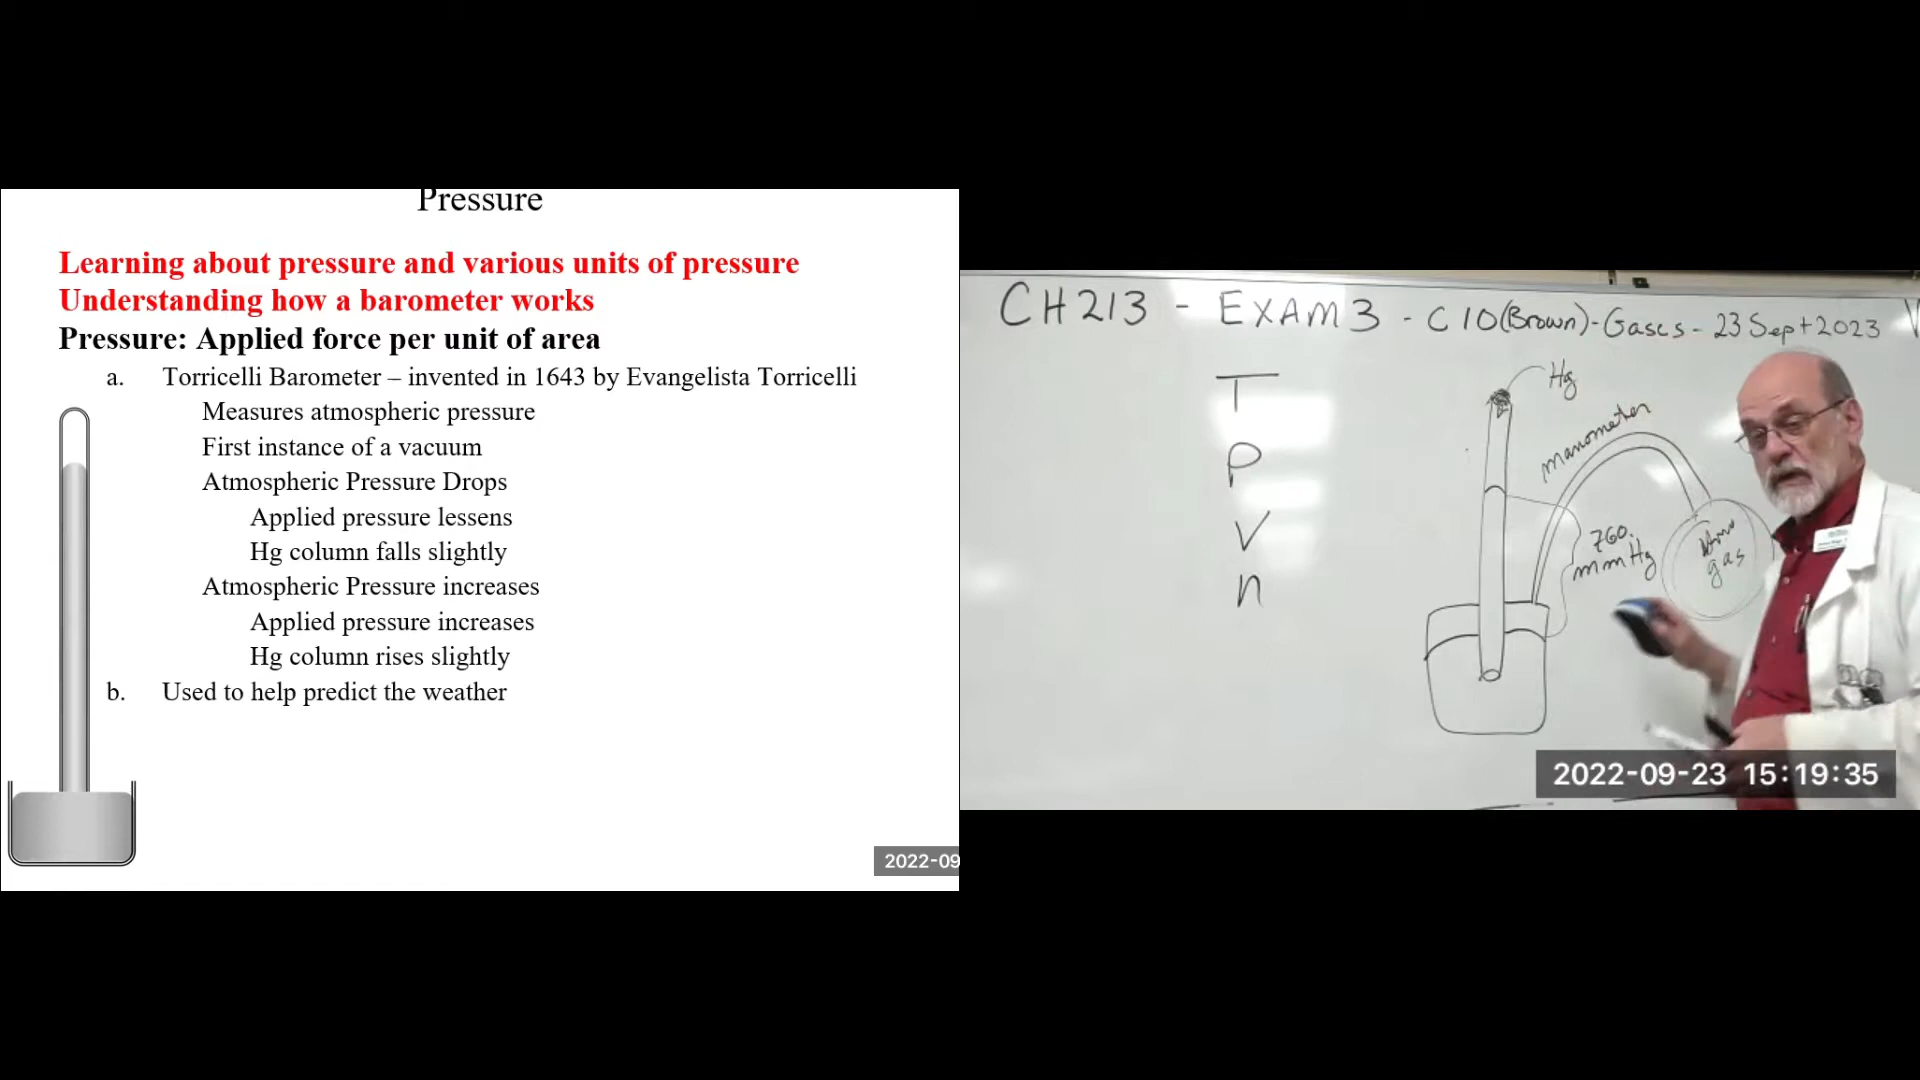 Pressure
Learning about pressure and various units of pressure
Understanding how a barometer works
Pressure: Applied force per unit of area
a. Torricelli Barometer – invented in 1643 by Evangelista Torricelli
Measures atmospheric pressure
First instance of a vacuum
Atmospheric Pressure Drops
Applied pressure lessens
Hg column falls slightly
Atmospheric Pressure increases
Applied pressure increases
Hg column rises slightly
b. Used to help predict the weather
2022-09
CH213 - EXAM3 - C10(Brown)-Gases - 23 Sept 2023
T
P
V
n
Hg
manometer
760.
mmHg
gas
2022-09-23 15:19:35